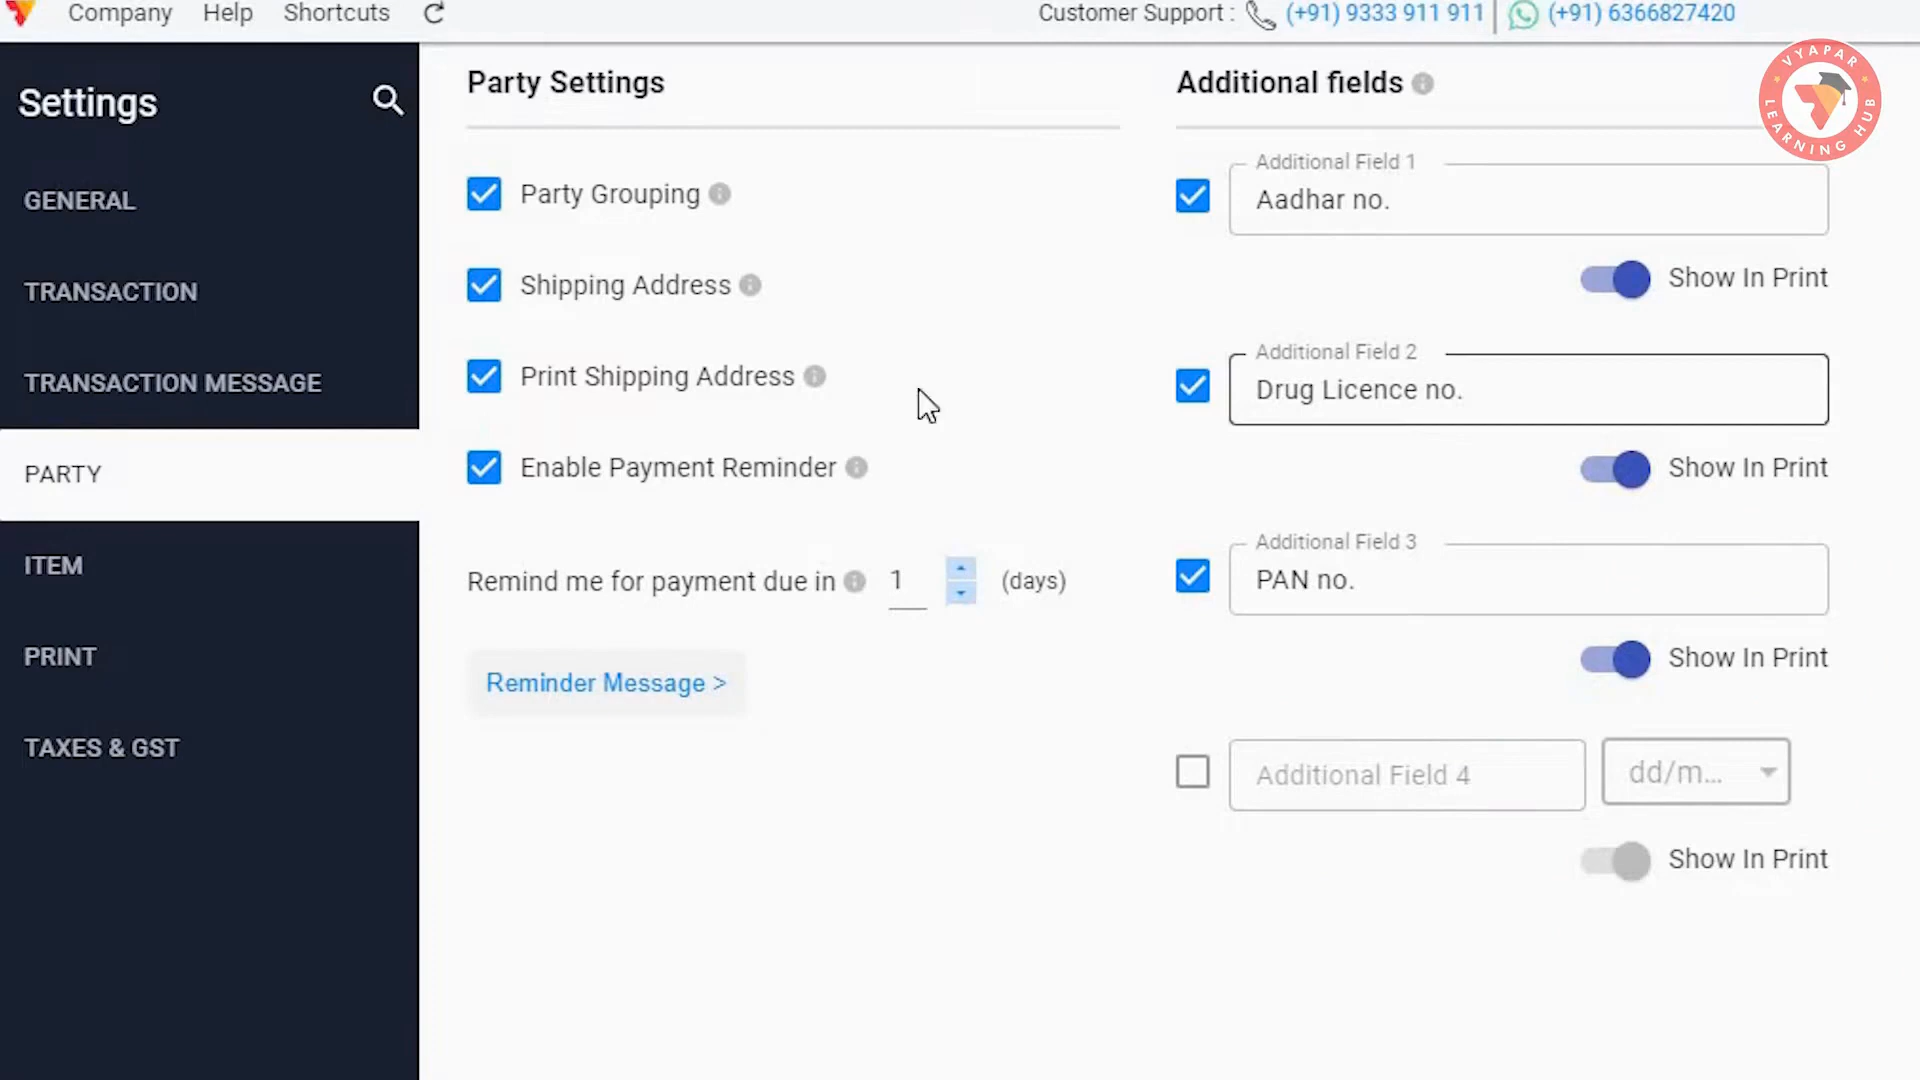 Company Help Shortcuts Customer Support : (+91) 9333 911 911 (+91) 6366827420
VYAPAR LEARNING HUB
Settings
GENERAL
TRANSACTION
TRANSACTION MESSAGE
PARTY
ITEM
PRINT
TAXES & GST
Party Settings
Party Grouping
Shipping Address
Print Shipping Address
Enable Payment Reminder
Remind me for payment due in 1 (days)
Reminder Message >
Additional fields
Additional Field 1
Aadhar no.
Show In Print
Additional Field 2
Drug Licence no.
Show In Print
Additional Field 3
PAN no.
Show In Print
Additional Field 4 dd/m...
Show In Print